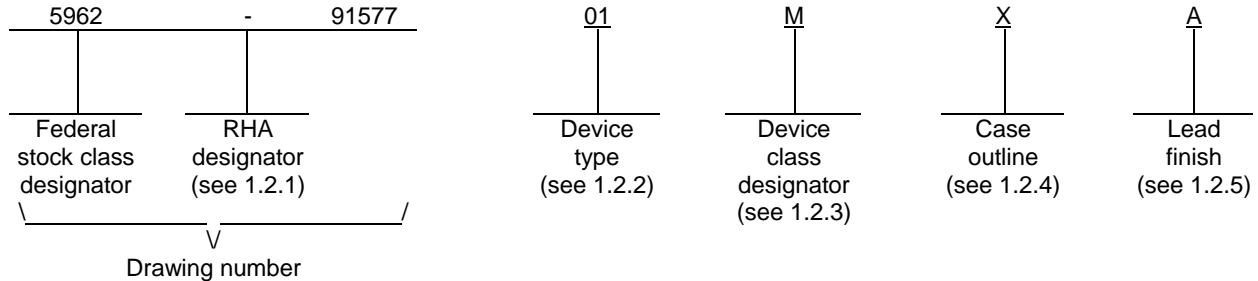 5962 - 91577 01 M X A
Federal RHA Device Device Case Lead
stock class designator type class outline finish
designator (see 1.2.1) (see 1.2.2) designator (see 1.2.4) (see 1.2.5)
(see 1.2.3)
Drawing number